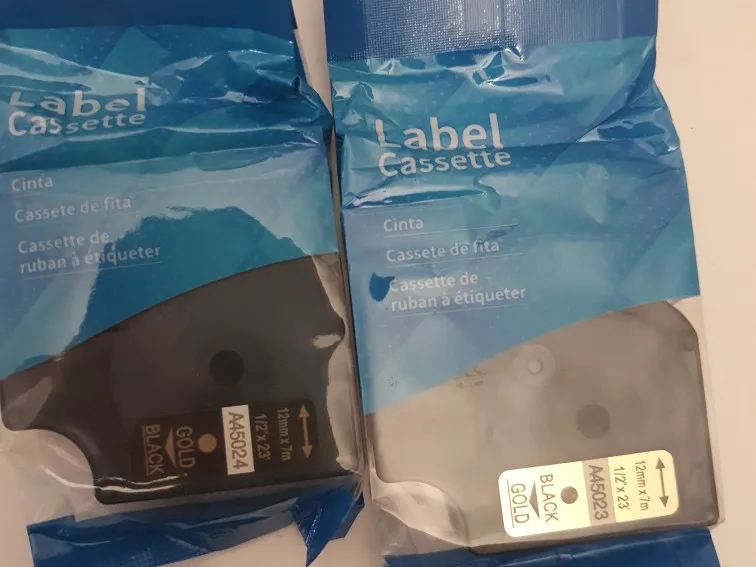 Label
Cassette
Cinta
Cassete de fita
Cassette de
ruban à étiqueter
12mm x 7m
1/2"x 23'
A45024
GOLD
BLACK
Label
Cassette
Cinta
Cassete de fita
Cassette de
ruban à étiqueter
12mm x 7m
1/2"x 23'
A45023
BLACK
GOLD